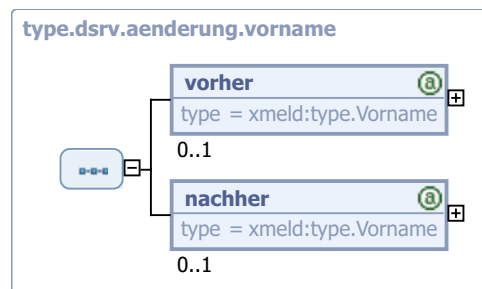 type.dsrv.aenderung.vorname
vorher
type = xmeld:type.Vorname
0..1
nachher
type = xmeld:type.Vorname
0..1